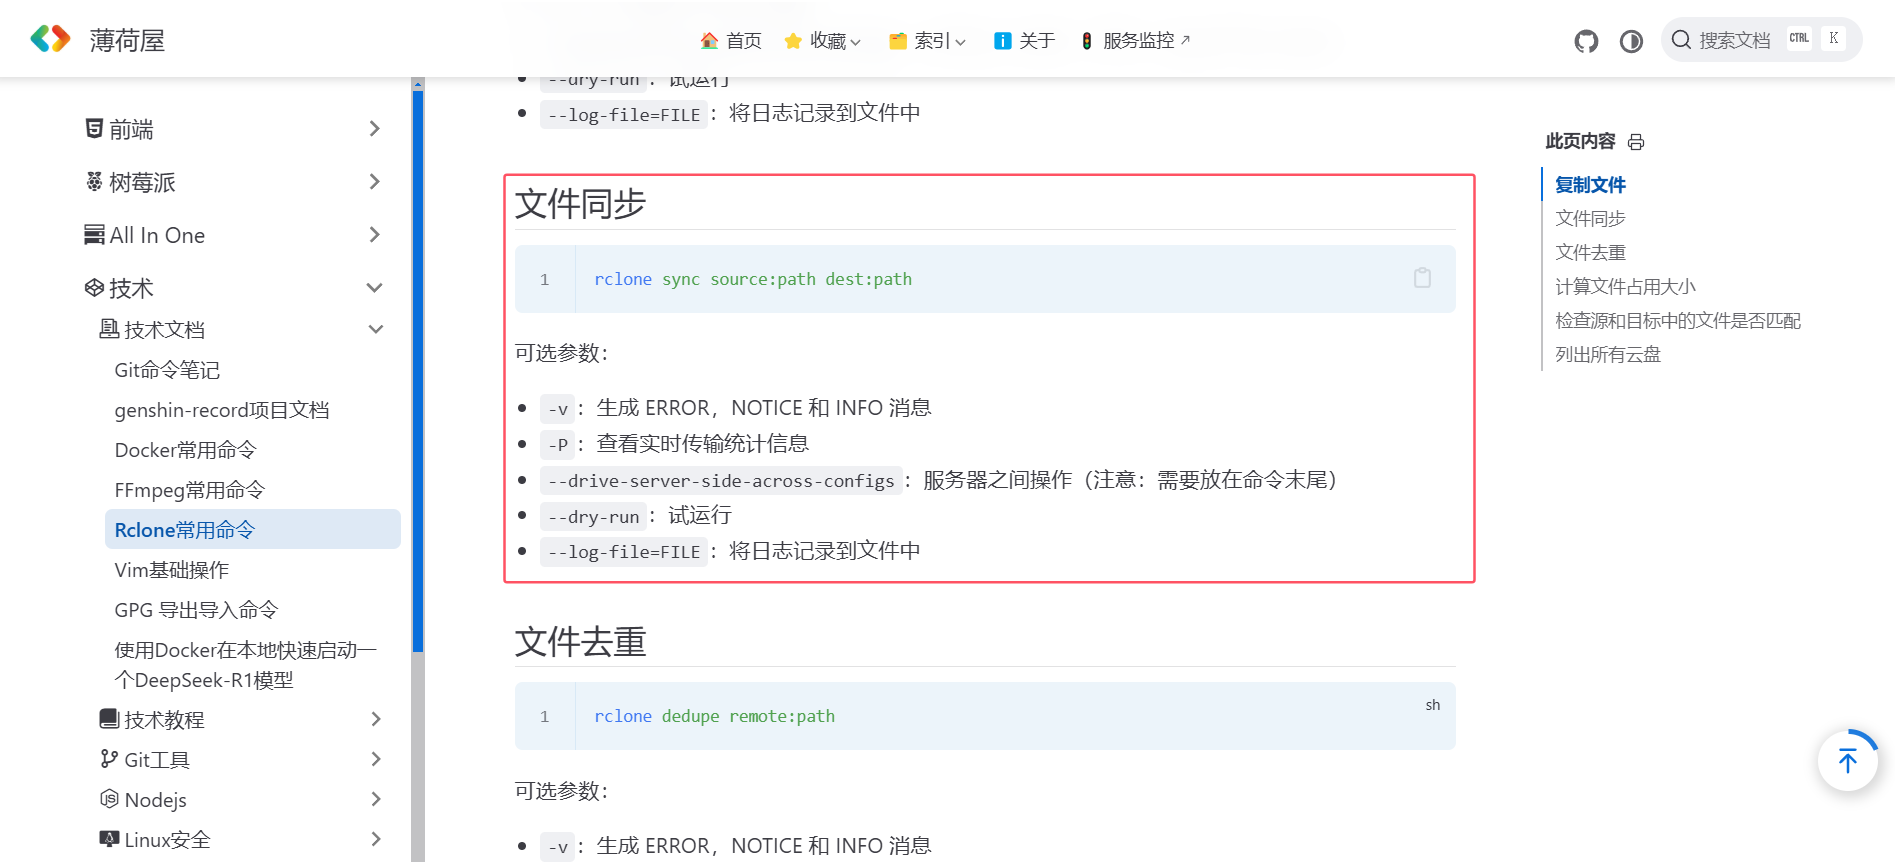 薄荷屋
首页
收藏
索引
关于
服务监控
搜索文档
CTRL
K
前端
树莓派
All In One
技术
技术文档
Git命令笔记
genshin-record项目文档
Docker常用命令
FFmpeg常用命令
Rclone常用命令
Vim基础操作
GPG 导出导入命令
使用Docker在本地快速启动一
个DeepSeek-R1模型
技术教程
Git工具
Nodejs
Linux安全
--dry-run：试运行
--log-file=FILE：将日志记录到文件中
文件同步
1 rclone sync source:path dest:path
可选参数：
-v：生成 ERROR，NOTICE 和 INFO 消息
-P：查看实时传输统计信息
--drive-server-side-across-configs：服务器之间操作（注意：需要放在命令末尾）
--dry-run：试运行
--log-file=FILE：将日志记录到文件中
文件去重
1 rclone dedupe remote:path
sh
可选参数：
-v：生成 ERROR，NOTICE 和 INFO 消息
此页内容
复制文件
文件同步
文件去重
计算文件占用大小
检查源和目标中的文件是否匹配
列出所有云盘